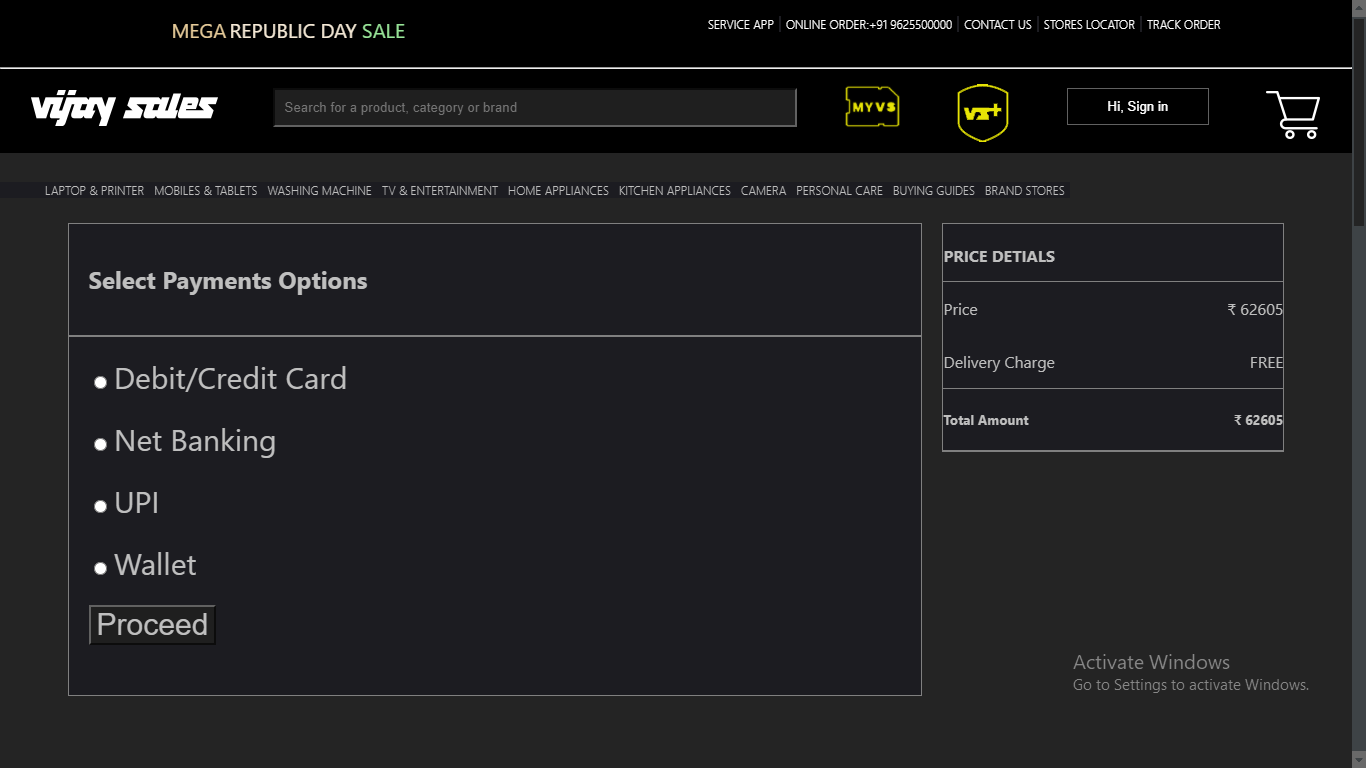 MEGA REPUBLIC DAY SALE
SERVICE APP ONLINE ORDER:+91 9625500000 CONTACT US STORES LOCATOR TRACK ORDER
vijay sales
Search for a product, category or brand
MYVS
VS+
Hi, Sign in
LAPTOP & PRINTER MOBILES & TABLETS WASHING MACHINE TV & ENTERTAINMENT HOME APPLIANCES KITCHEN APPLIANCES CAMERA PERSONAL CARE BUYING GUIDES BRAND STORES
Select Payments Options
Debit/Credit Card
Net Banking
UPI
Wallet
Proceed
PRICE DETIALS
Price ₹ 62605
Delivery Charge FREE
Total Amount ₹ 62605
Activate Windows
Go to Settings to activate Windows.